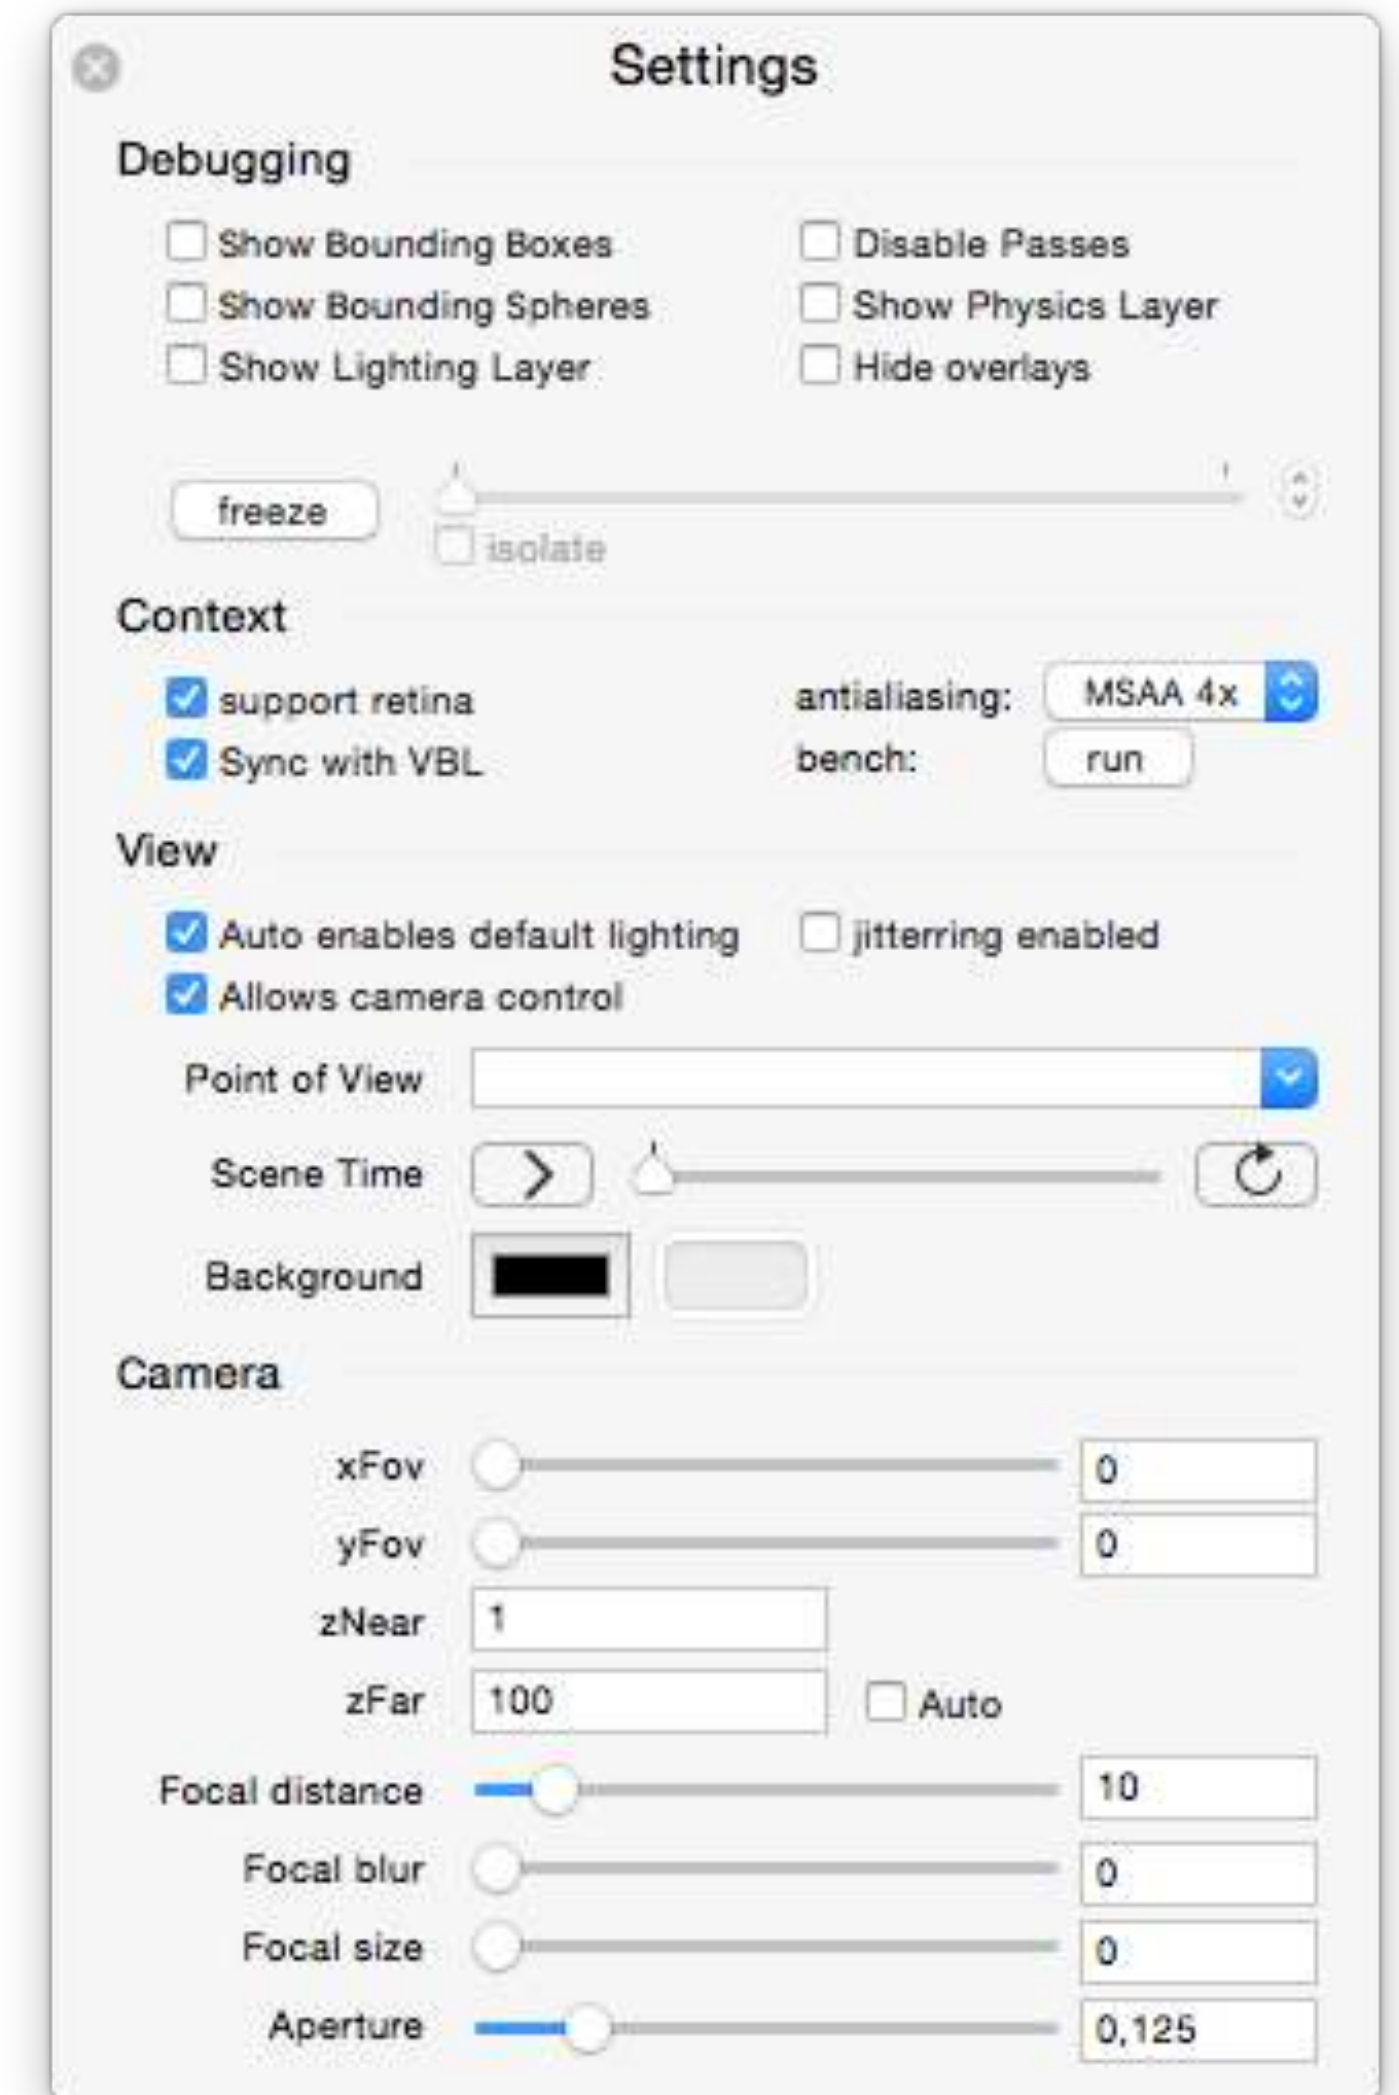 Settings
Debugging
Show Bounding Boxes
Disable Passes
Show Bounding Spheres
Show Physics Layer
Show Lighting Layer
Hide overlays
freeze
isolate
Context
support retina
antialiasing: MSAA 4x
Sync with VBL
bench: run
View
Auto enables default lighting
jitterring enabled
Allows camera control
Point of View
Scene Time
Background
Camera
xFov 0
yFov 0
zNear 1
zFar 100 Auto
Focal distance 10
Focal blur 0
Focal size 0
Aperture 0,125